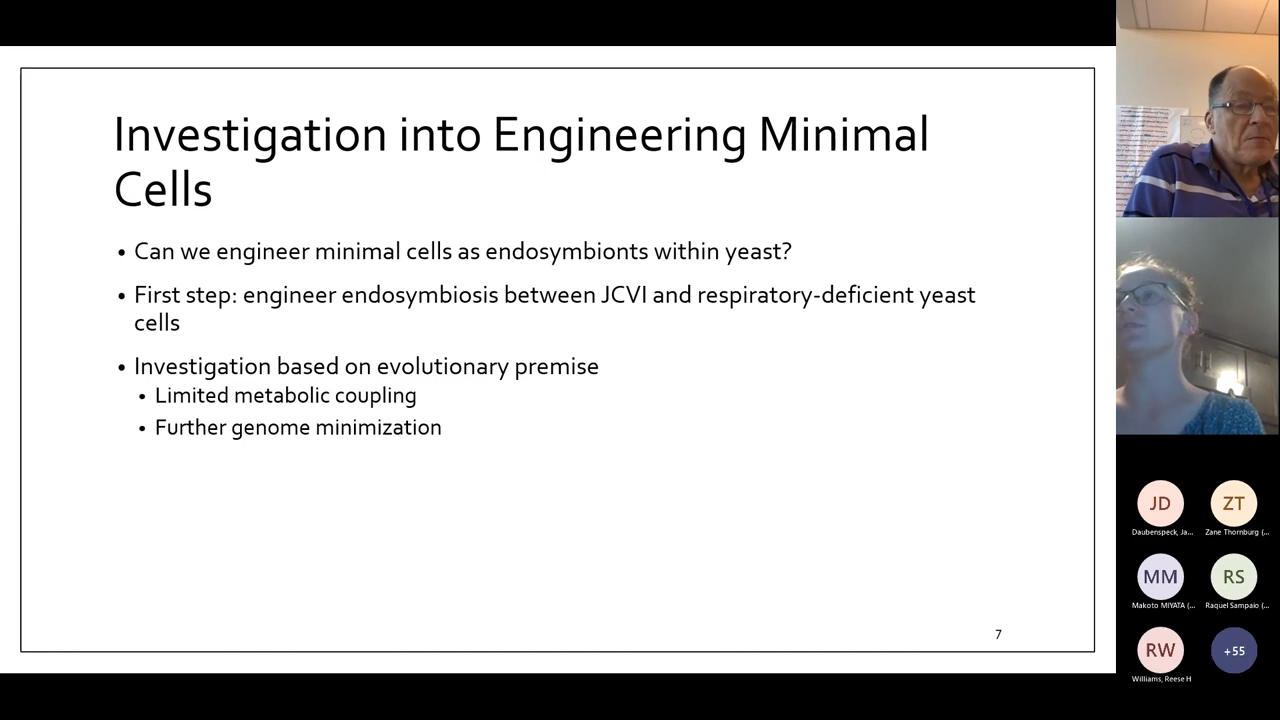 Investigation into Engineering Minimal
Cells
• Can we engineer minimal cells as endosymbionts within yeast?
• First step: engineer endosymbiosis between JCVI and respiratory-deficient yeast
cells
• Investigation based on evolutionary premise
• Limited metabolic coupling
• Further genome minimization
7
JD
ZT
Daubenspeck, Ja...
Zane Thornburg (...
MM
RS
Makoto MIYATA (...
Raquel Sampaio (...
RW
+55
Williams, Reese H